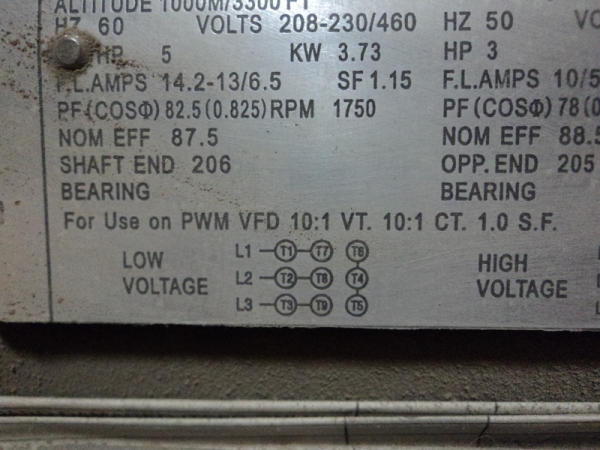 ALTITUDE 1000M/3300 FT
HZ 60 VOLTS 208-230/460 HZ 50
HP 5 KW 3.73 HP 3
F.L.AMPS 14.2-13/6.5 SF 1.15 F.L.AMPS 10/5
PF(COSΦ) 82.5(0.825) RPM 1750 PF(COSΦ) 78(0
NOM EFF 87.5 NOM EFF 88.5
SHAFT END 206 OPP.END 205
BEARING BEARING
For Use on PWM VFD 10:1 VT. 10:1 CT. 1.0 S.F.
LOW VOLTAGE
L1 T1 T7 T6
L2 T2 T8 T4
L3 T3 T9 T5
HIGH VOLTAGE